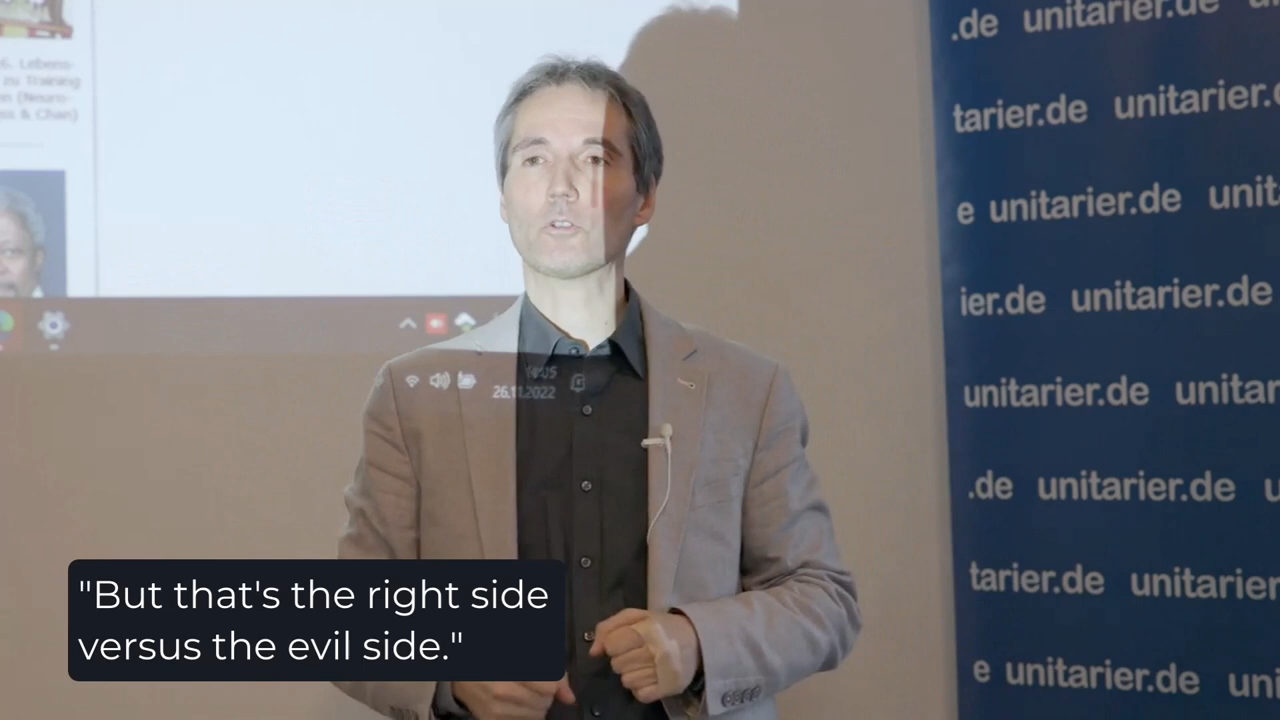 6. Lebens-
zu Training
en (Neuro-
ss & Chan)
26.11.2022
"But that's the right side
versus the evil side."
.de unitarier.de
tarier.de unitarier.
e unitarier.de unit
ier.de unitarier.de
unitarier.de unitar
.de unitarier.de u
tarier.de unitarier
e unitarier.de uni